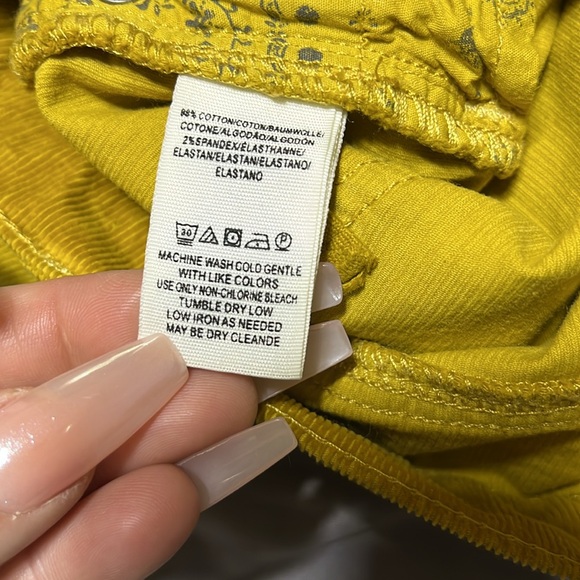 98% COTTON/COTON/BAUMWOLLE/
COTONE/ALGODÃO/ALGODÓN
2%SPANDEX/ÉLASTHANNE/
ELASTAN/ELASTAN/ELASTANO/
ELASTANO
30
MACHINE WASH COLD GENTLE
WITH LIKE COLORS
USE ONLY NON-CHLORINE BLEACH
TUMBLE DRY LOW
LOW IRON AS NEEDED
MAY BE DRY CLEANDE